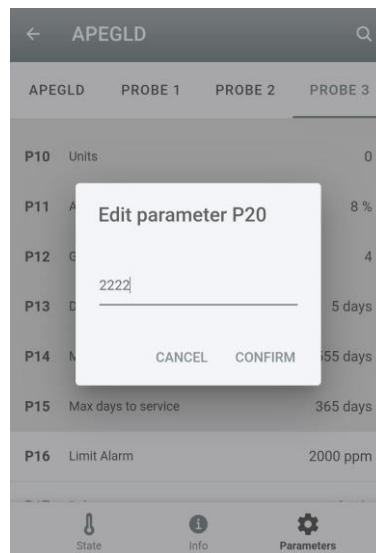 APEGLD
APEGLD PROBE 1 PROBE 2 PROBE 3
P10 Units 0
P11 A 8 %
P12 G 4
P13 D 5 days
P14 M 555 days
P15 Max days to service 365 days
P16 Limit Alarm 2000 ppm
Edit parameter P20
2222
CANCEL CONFIRM
State Info Parameters